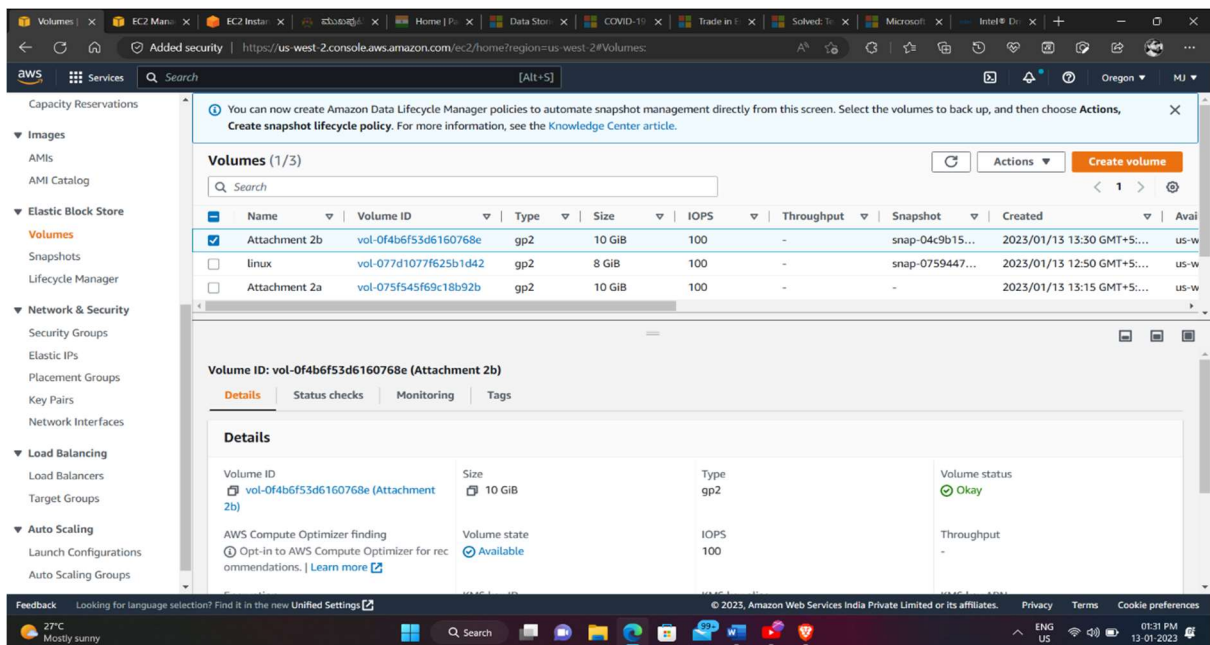 Volumes |
EC2 Mana
EC2 Instan
Home | Pa
Data Stora
COVID-19
Trade in E
Solved: Te
Microsoft
Intel® Dri
Added security
https://us-west-2.console.aws.amazon.com/ec2/home?region=us-west-2#Volumes:
aws
Services
Search
[Alt+S]
Oregon
MJ
Capacity Reservations
Images
AMIs
AMI Catalog
Elastic Block Store
Volumes
Snapshots
Lifecycle Manager
Network & Security
Security Groups
Elastic IPs
Placement Groups
Key Pairs
Network Interfaces
Load Balancing
Load Balancers
Target Groups
Auto Scaling
Launch Configurations
Auto Scaling Groups
You can now create Amazon Data Lifecycle Manager policies to automate snapshot management directly from this screen. Select the volumes to back up, and then choose Actions,
Create snapshot lifecycle policy. For more information, see the Knowledge Center article.
Volumes (1/3)
Actions
Create volume
Search
1
Name Volume ID Type Size IOPS Throughput Snapshot Created Avai
Attachment 2b vol-0f4b6f53d6160768e gp2 10 GiB 100 - snap-04c9b15... 2023/01/13 13:30 GMT+5:... us-w
linux vol-077d1077f625b1d42 gp2 8 GiB 100 - snap-0759447... 2023/01/13 12:50 GMT+5:... us-w
Attachment 2a vol-075f545f69c18b92b gp2 10 GiB 100 - - 2023/01/13 13:15 GMT+5:... us-w
Volume ID: vol-0f4b6f53d6160768e (Attachment 2b)
Details Status checks Monitoring Tags
Details
Volume ID
vol-0f4b6f53d6160768e (Attachment
2b)
Size
10 GiB
Type
gp2
Volume status
Okay
AWS Compute Optimizer finding
Opt-in to AWS Compute Optimizer for rec
ommendations. | Learn more
Volume state
Available
IOPS
100
Throughput
-
Feedback Looking for language selection? Find it in the new Unified Settings
© 2023, Amazon Web Services India Private Limited or its affiliates. Privacy Terms Cookie preferences
27°C
Mostly sunny
Search
99+
ENG
US
01:31 PM
13-01-2023